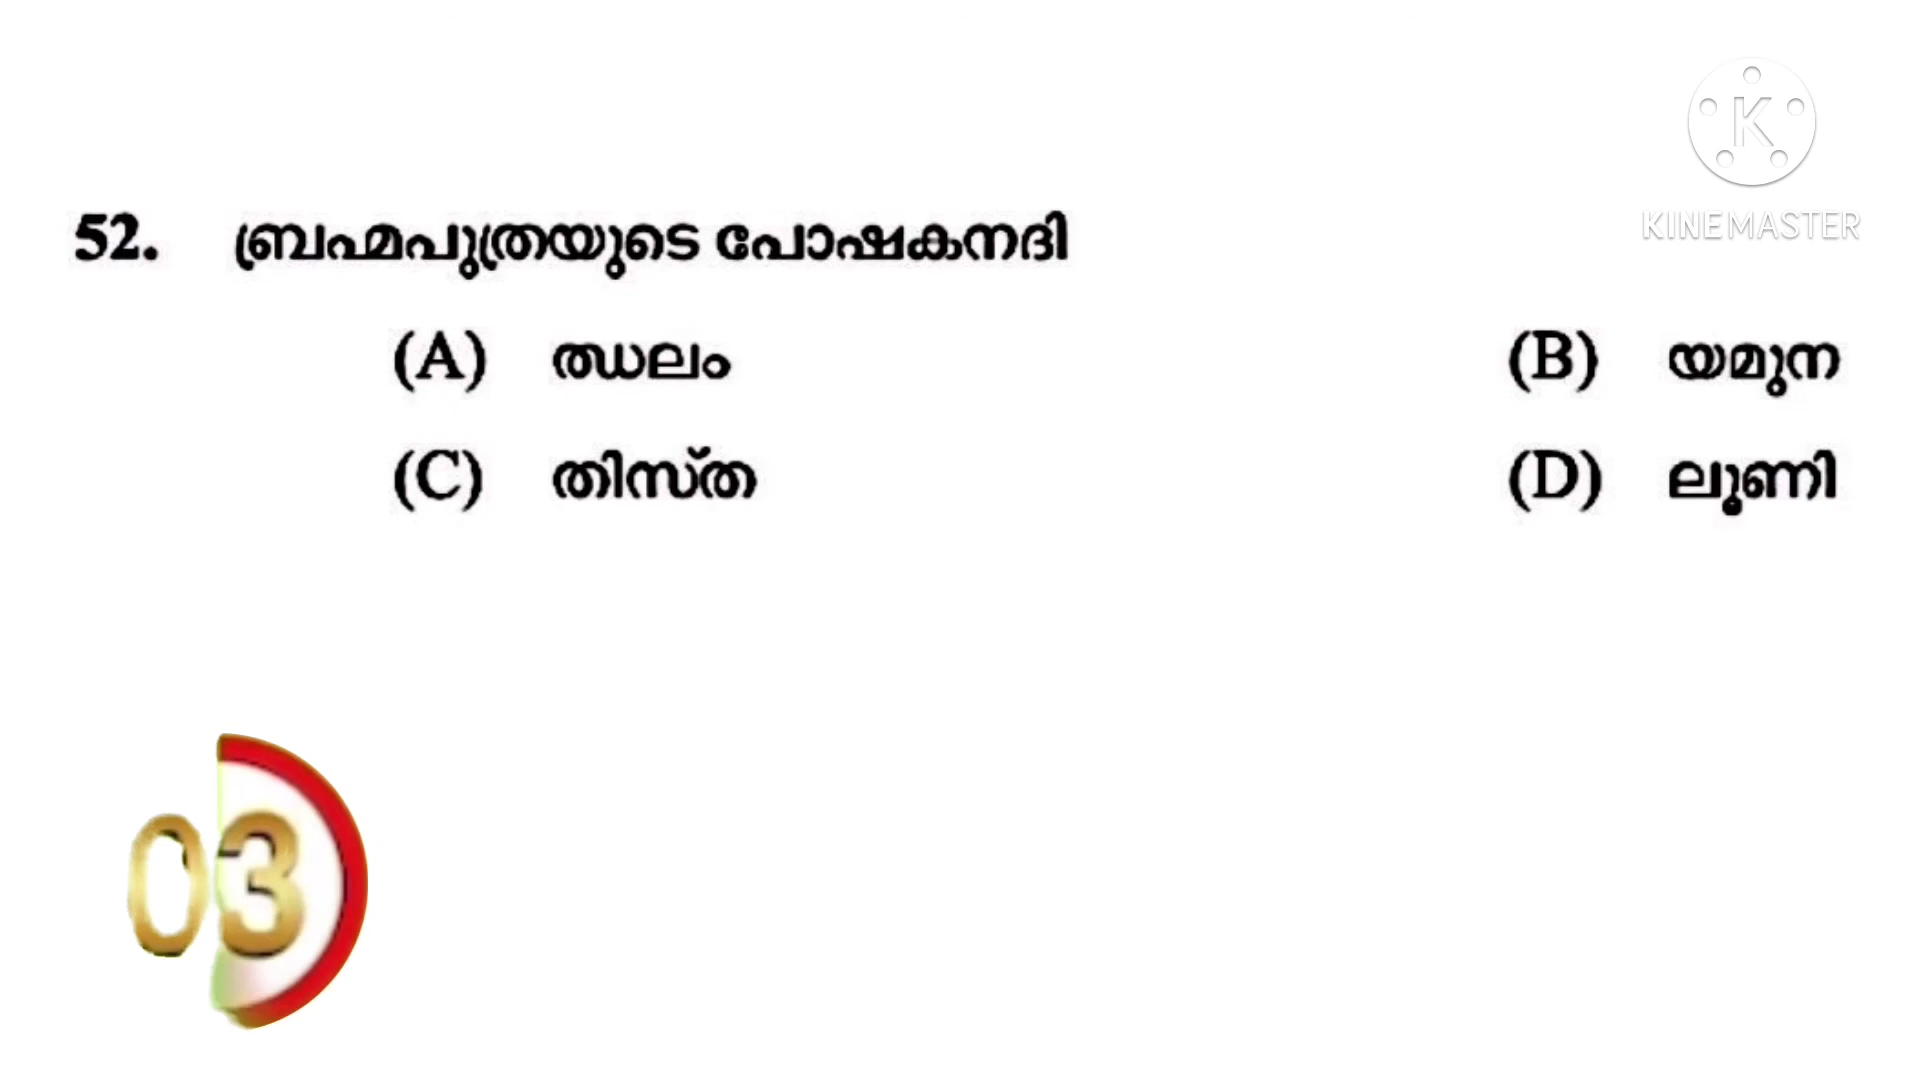 KINEMASTER
52. ബ്രഹ്മപുത്രയുടെ പോഷകനദി
(A) ഝലം (B) യമുന
(C) തിസ്ത (D) ലൂണി
03